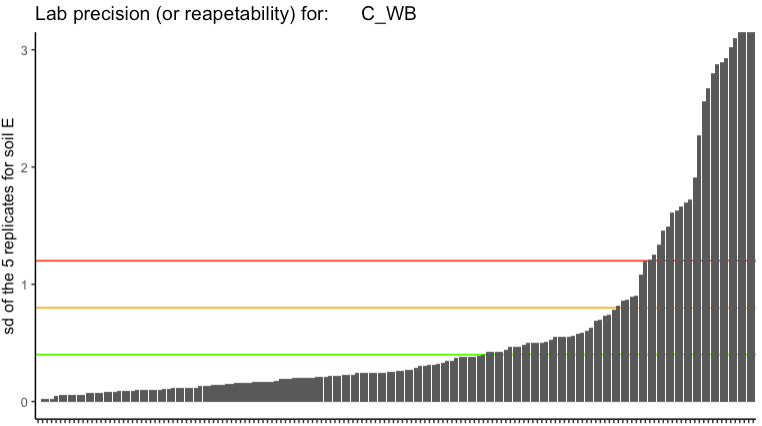 Lab precision (or reapetability) for: C_WB
sd of the 5 replicates for soil E
3
2
1
0